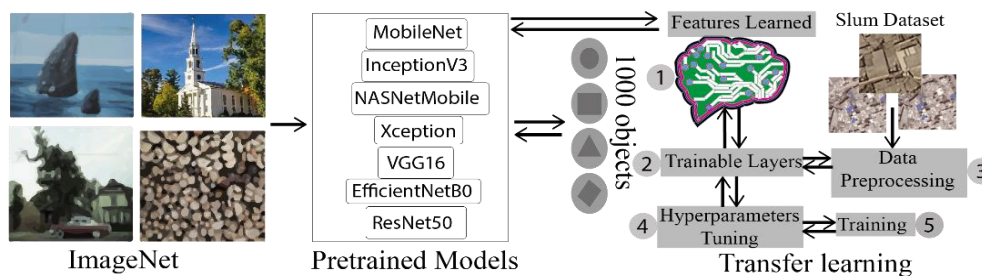 ImageNet
MobileNet
InceptionV3
NASNetMobile
Xception
VGG16
EfficientNetB0
ResNet50
Pretrained Models
1000 objects
Features Learned
1
Slum Dataset
2
Trainable Layers
Data
Preprocessing
3
4
Hyperparameters
Tuning
Training
5
Transfer learning